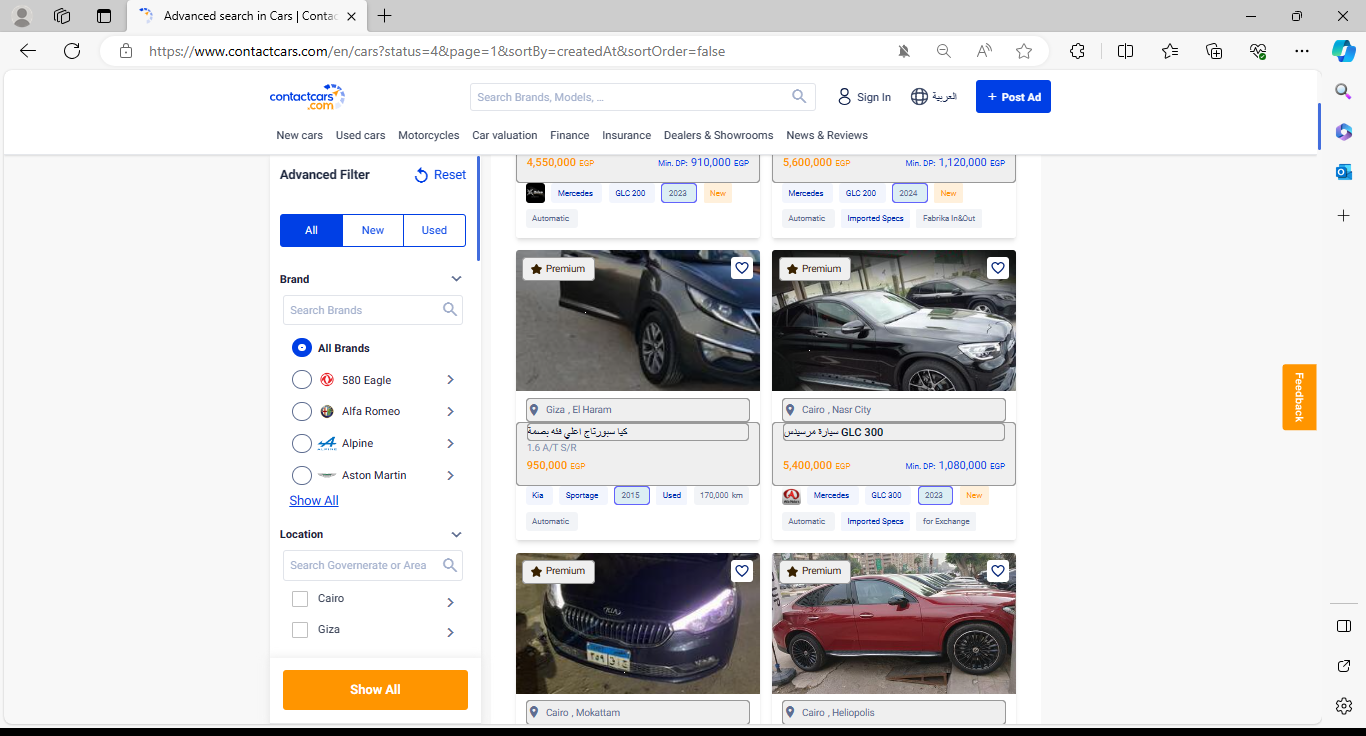 Advanced search in Cars | Contac
https://www.contactcars.com/en/cars?status=4&page=1&sortBy=createdAt&sortOrder=false
contactcars
.com
Search Brands, Models, ...
Sign In
العربية
+ Post Ad
New cars Used cars Motorcycles Car valuation Finance Insurance Dealers & Showrooms News & Reviews
Advanced Filter
Reset
All New Used
Brand
Search Brands
All Brands
580 Eagle
Alfa Romeo
Alpine
Aston Martin
Show All
Location
Search Governerate or Area
Cairo
Giza
Show All
4,550,000 EGP Min. DP: 910,000 EGP
Mercedes GLC 200 2023 New
Automatic
5,600,000 EGP Min. DP: 1,120,000 EGP
Mercedes GLC 200 2024 New
Automatic Imported Specs Fabrika In&Out
Premium
Giza , El Haram
كيا سبورتاج اعلي فئه بصمة
1.6 A/T S/R
950,000 EGP
Kia Sportage 2015 Used 170,000 km
Automatic
Premium
Cairo , Nasr City
سيارة مرسيدس GLC 300
5,400,000 EGP Min. DP: 1,080,000 EGP
Mercedes GLC 300 2023 New
Automatic Imported Specs for Exchange
Premium
Cairo , Mokattam
Premium
Cairo , Heliopolis
Feedback